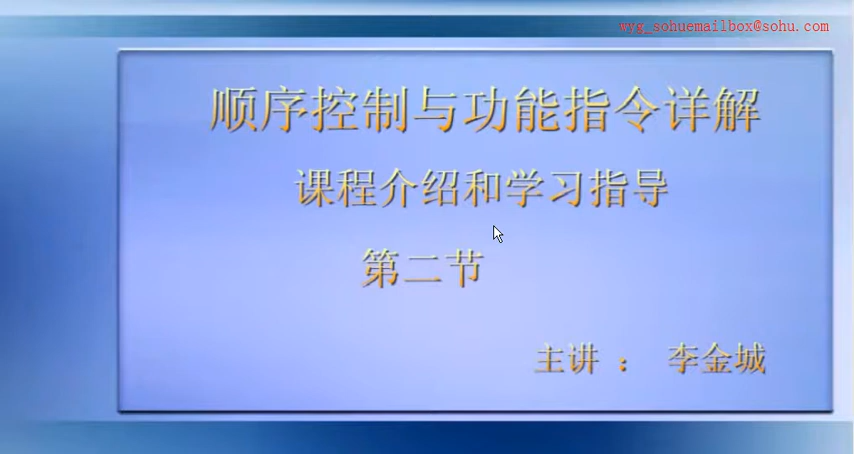 wyg_sohuemailbox@sohu.com
顺序控制与功能指令详解
课程介绍和学习指导
第二节
主讲 ： 李金城